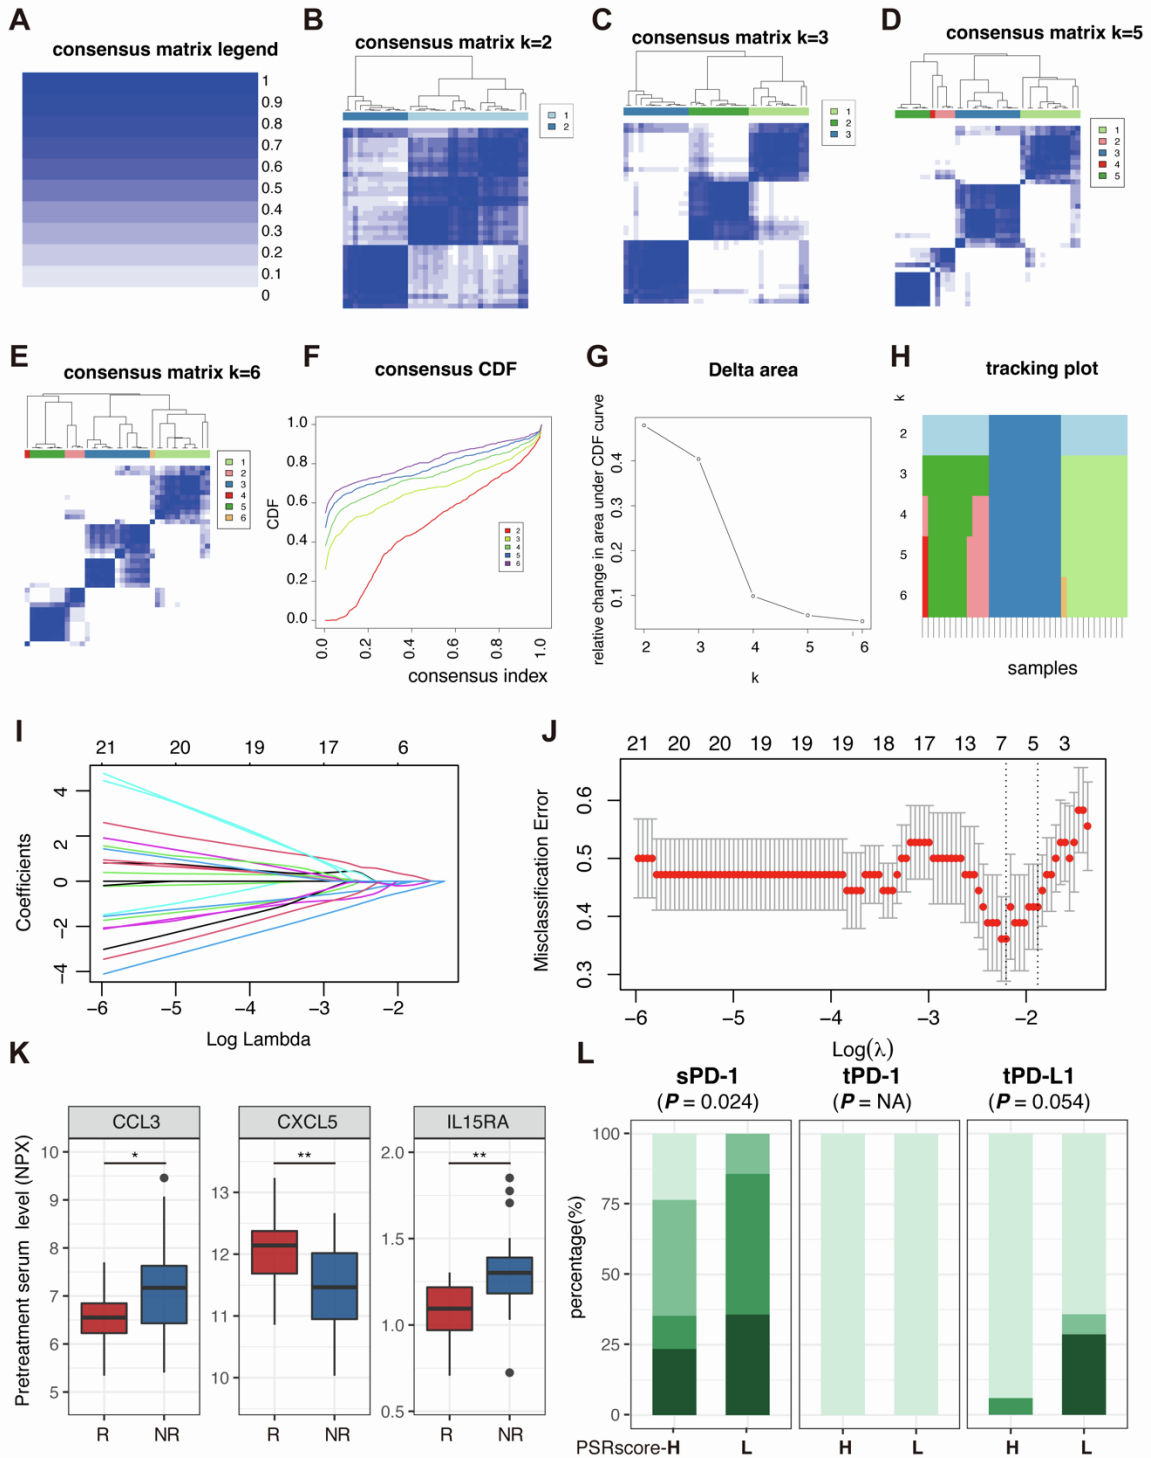 A
consensus matrix legend
1
0.9
0.8
0.7
0.6
0.5
0.4
0.3
0.2
0.1
0
B
consensus matrix k=2
1
2
C
consensus matrix k=3
1
2
3
D
consensus matrix k=5
1
2
3
4
5
E
consensus matrix k=6
1
2
3
4
5
6
F
consensus CDF
CDF
1.0
0.8
0.6
0.4
0.2
0.0
2
3
4
5
6
0.0 0.2 0.4 0.6 0.8 1.0
consensus index
G
Delta area
relative change in area under CDF curve
0.4
0.3
0.2
0.1
2 3 4 5 6
k
H
tracking plot
k
2
3
4
5
6
samples
I
21 20 19 17 6
Coefficients
4
2
0
−2
−4
−6 −5 −4 −3 −2
Log Lambda
J
21 20 20 19 19 19 18 17 13 7 5 3
Misclassification Error
0.6
0.5
0.4
0.3
−6 −5 −4 −3 −2
Log(λ)
K
Pretreatment serum level (NPX)
CCL3
*
10
9
8
7
6
5
R NR
CXCL5
**
13
12
11
10
R NR
IL15RA
**
2.0
1.5
1.0
0.5
R NR
L
sPD-1 tPD-1 tPD-L1
(P = 0.024) (P = NA) (P = 0.054)
percentage(%)
100
75
50
25
0
PSRscore-H L H L H L